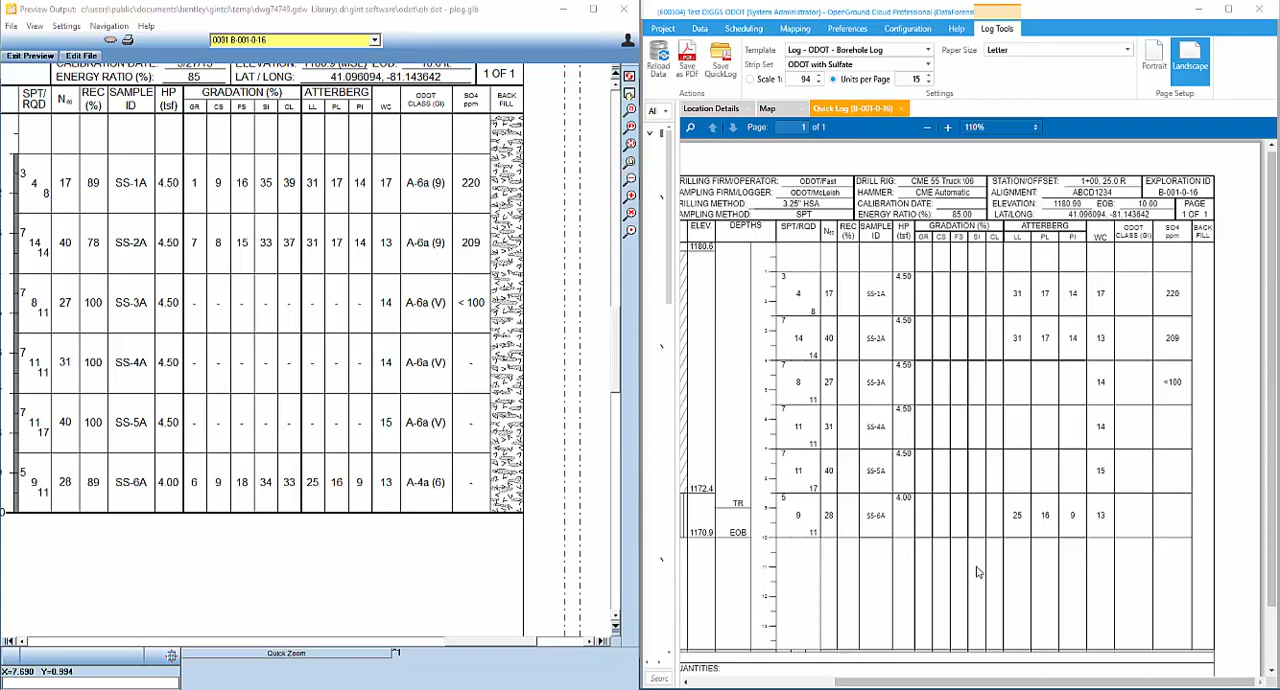 Preview Output: c:\users\public\documents\bentley\gintcl\temp\dwg74749.gdw Library: d:\gint software\odot\oh dot - plog.glb
File View Settings Navigation Help
0031 B-001-0-16
Exit Preview Edit File
ENERGY RATIO (%): 85 LAT / LONG: 41.096094, -81.143642 1 OF 1
SPT/ RQD N60 REC (%) SAMPLE ID HP (tsf) GRADATION (%) ATTERBERG ODOT CLASS (GI) SO4 ppm BACK FILL
GR CS FS SI CL LL PL PI WC
3 4 8 17 89 SS-1A 4.50 1 9 16 35 39 31 17 14 17 A-6a (9) 220
7 14 14 40 78 SS-2A 4.50 7 8 15 33 37 31 17 14 13 A-6a (9) 209
7 8 11 27 100 SS-3A 4.50 - - - - - - - - 14 A-6a (V) < 100
7 11 11 31 100 SS-4A 4.50 - - - - - - - - 14 A-6a (V) -
7 11 17 40 100 SS-5A 4.50 - - - - - - - - 15 A-6a (V) -
5 9 11 28 89 SS-6A 4.00 6 9 18 34 33 25 16 9 13 A-4a (6) -
Quick Zoom
X=7.690 Y=0.994
(600304) Test DIGGS ODOT [System Administrator] - OpenGround Cloud Professional (DataForensi
Project Data Scheduling Mapping Preferences Configuration Help Log Tools
Reload Data Save as PDF Save QuickLog
Template Log - ODOT - Borehole Log Paper Size Letter
Strip Set ODOT with Sulfate
Scale 1: 94 Units per Page 15
Portrait Landscape
Actions Settings Page Setup
Al Location Details Map Quick Log (B-001-0-16)
Page: 1 of 1 110%
RILLING FIRM/OPERATOR: ODOT/Fast DRILL RIG: CME 55 Truck \06 STATION/OFFSET: 1+00, 25.0 R EXPLORATION ID
AMPLING FIRM/LOGGER: ODOT/McLeish HAMMER: CME Automatic ALIGNMENT: ABCD1234 B-001-0-16
RILLING METHOD: 3.25" HSA CALIBRATION DATE: ELEVATION: 1180.90 EOB: 10.00 PAGE
AMPLING METHOD: SPT ENERGY RATIO (%): 85.00 LAT/LONG: 41.096094, -81.143642 1 OF 1
ELEV. DEPTHS SPT/RQD N60 REC (%) SAMPLE ID HP (tsf) GRADATION (%) ATTERBERG ODOT CLASS (GI) SO4 ppm BACK FILL
GR CS FS SI CL LL PL PI WC
1180.6
3 4 8 17 SS-1A 4.50 31 17 14 17 220
7 14 14 40 SS-2A 4.50 31 17 14 13 209
7 8 11 27 SS-3A 4.50 14 <100
7 11 11 31 SS-4A 4.50 14
7 11 17 40 SS-5A 4.50 15
1172.4 TR
5 9 11 28 SS-6A 4.00 25 16 9 13
1170.9 EOB
UANTITIES:
Searc